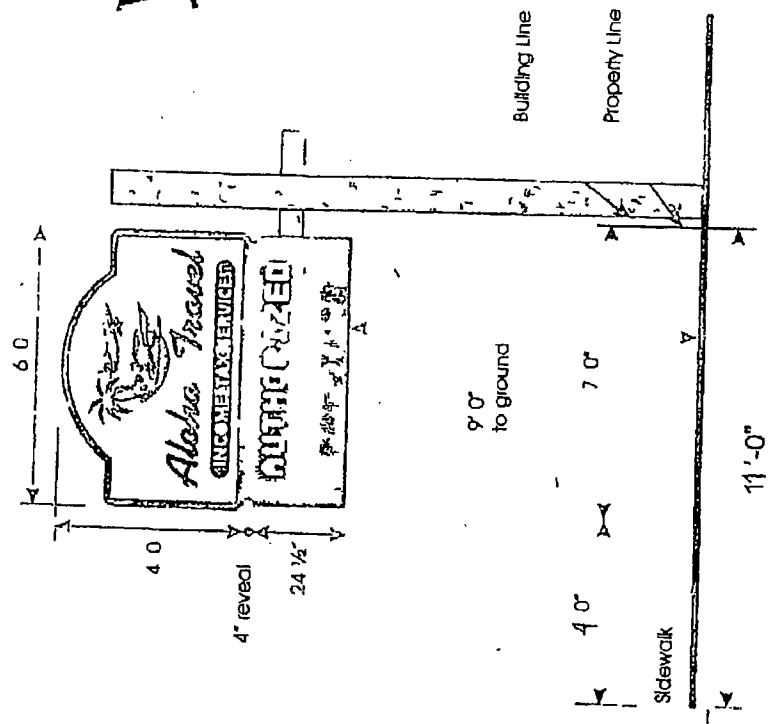 6 0
Aloha Travel
INCOME TAX SERVICES
AUTHORIZED
4 0
4" reveal
24 ½"
9' 0"
to ground
4' 0"
7 0"
Sidewalk
11'-0"
Building Line
Property Line